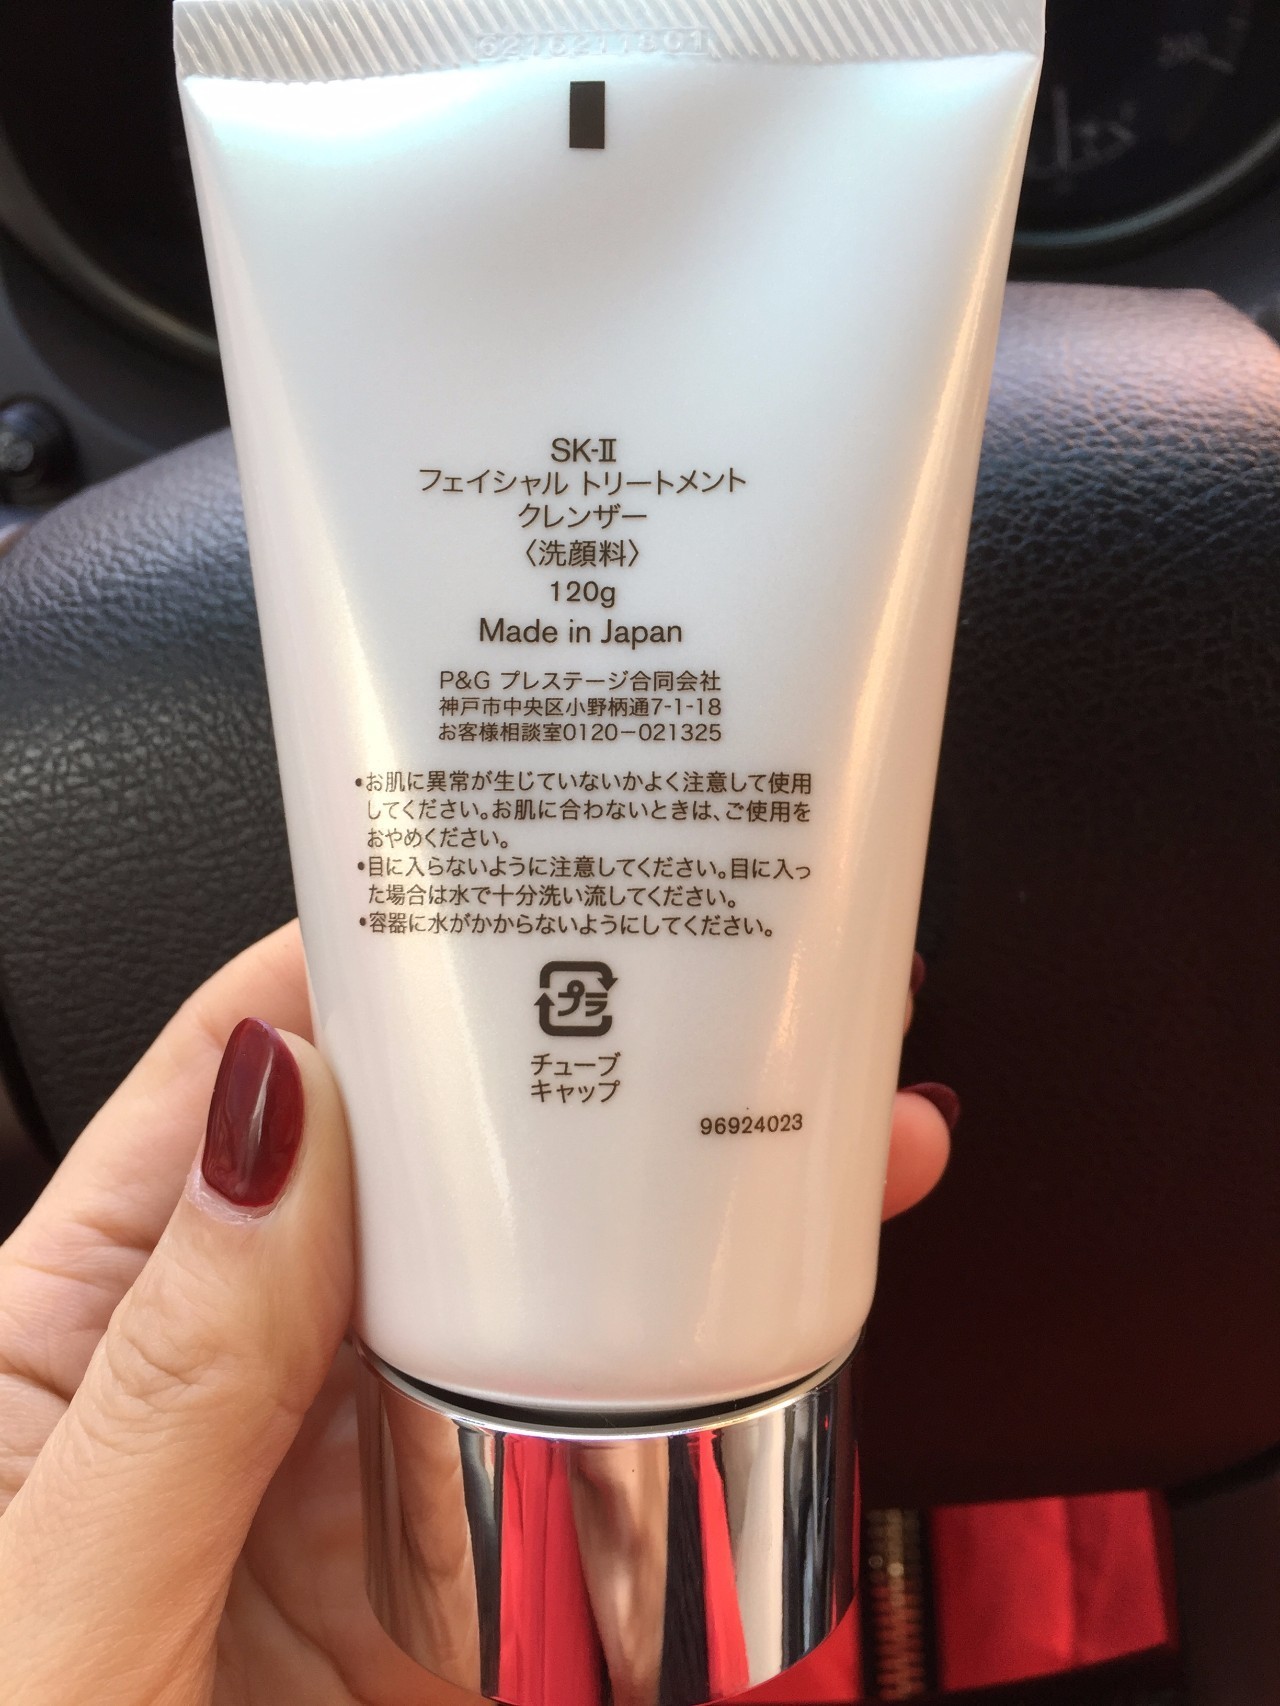 SK-Ⅱ
フェイシャル トリートメント
クレンザー
〈洗顔料〉
120g
Made in Japan
P&G プレステージ合同会社
神戸市中央区小野柄通7-1-18
お客様相談室0120-021325
•お肌に異常が生じていないかよく注意して使用
してください。お肌に合わないときは、ご使用を
おやめください。
•目に入らないように注意してください。目に入っ
た場合は水で十分洗い流してください。
•容器に水がかからないようにしてください。
プラ
チューブ
キャップ
96924023